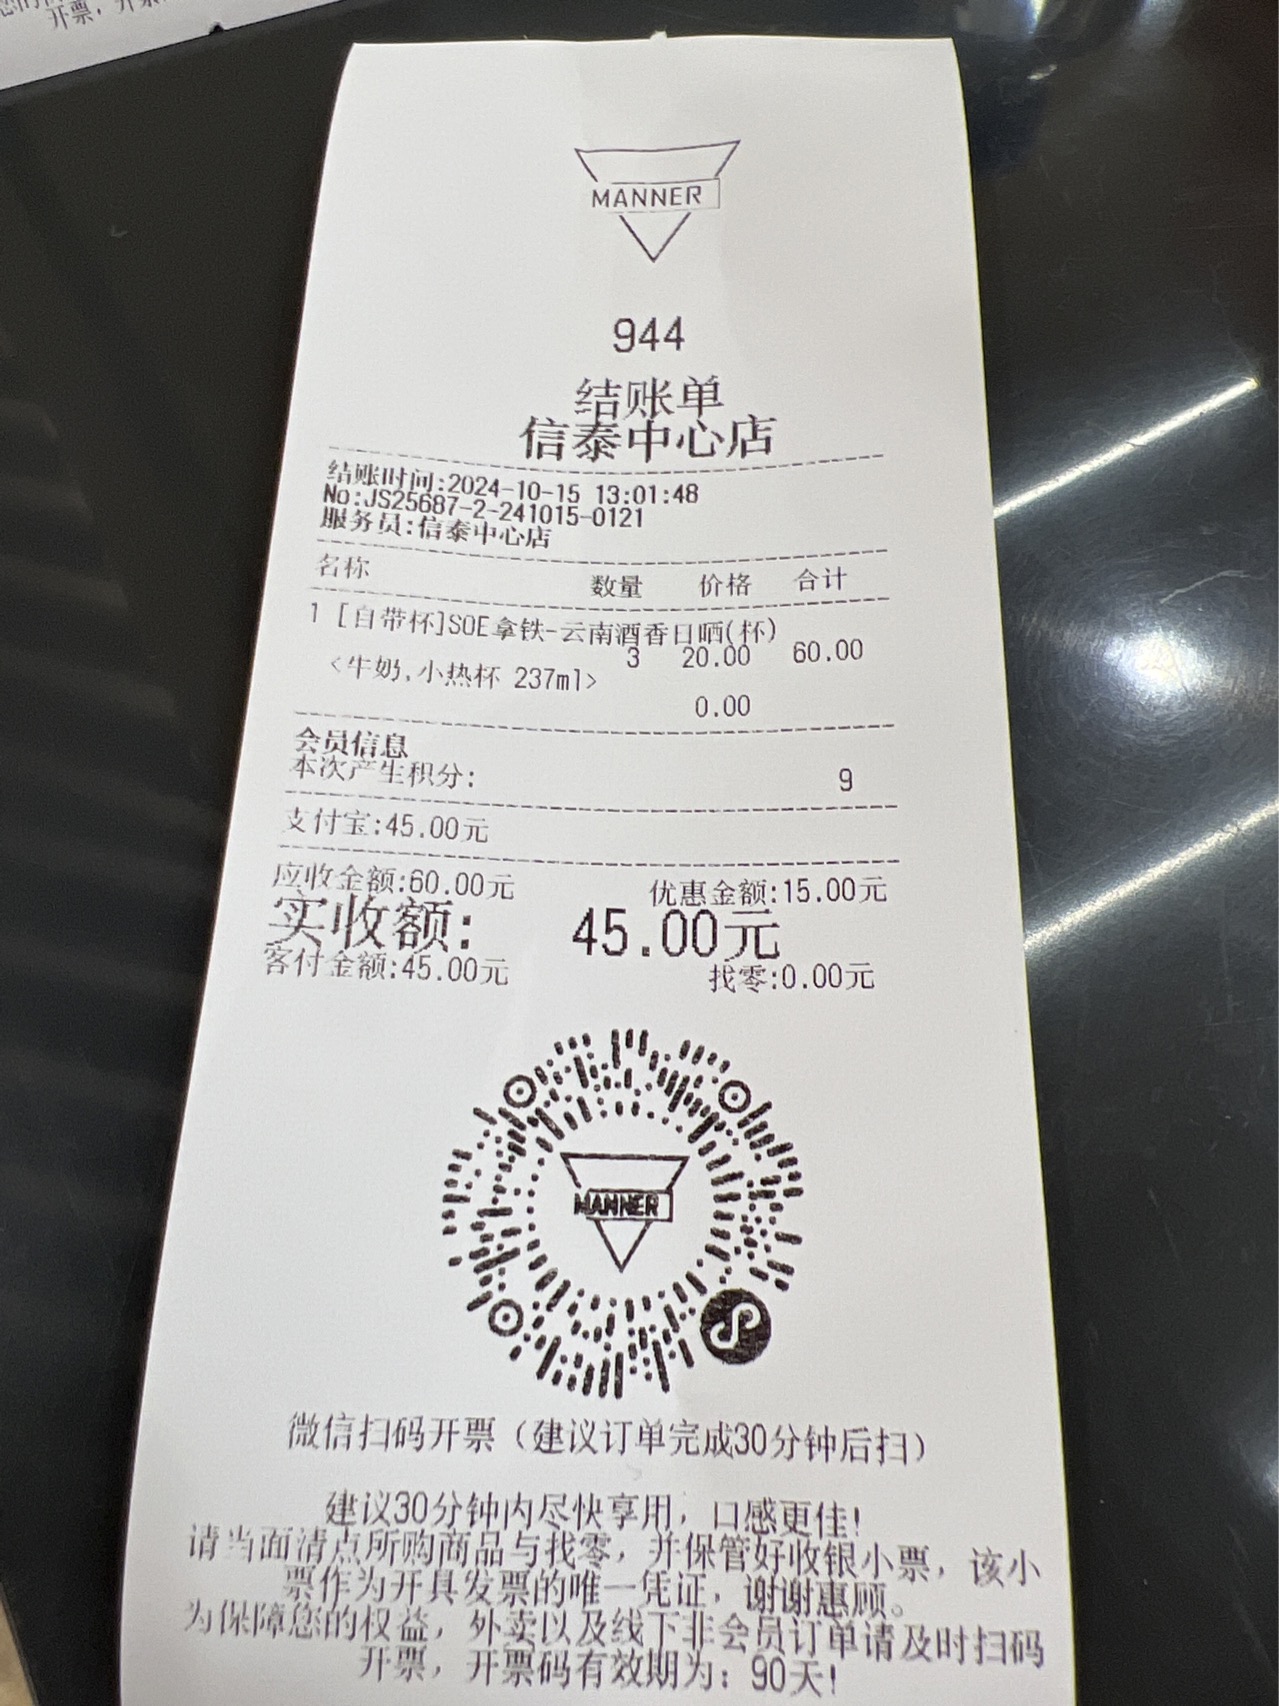 开票，开票
MANNER
944
结账单
信泰中心店
结账时间:2024-10-15 13:01:48
No:JS25687-2-241015-0121
服务员:信泰中心店
名称 数量 价格 合计
1 [自带杯]SOE拿铁-云南酒香日晒(杯)
3 20.00 60.00
<牛奶,小热杯 237ml>
0.00
会员信息
本次产生积分: 9
支付宝:45.00元
应收金额:60.00元 优惠金额:15.00元
实收额: 45.00元
客付金额:45.00元 找零:0.00元
MANNER
微信扫码开票（建议订单完成30分钟后扫）
建议30分钟内尽快享用，口感更佳!
请当面清点所购商品与找零，并保管好收银小票，该小
票作为开具发票的唯一凭证，谢谢惠顾。
为保障您的权益，外卖以及线下非会员订单请及时扫码
开票，开票码有效期为: 90天!